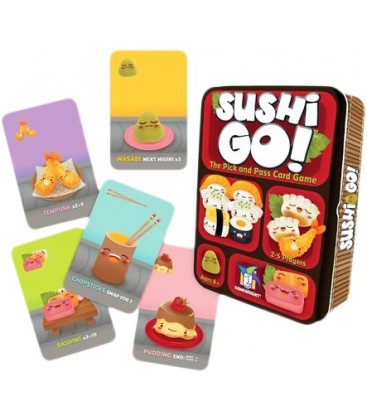 SUSHI
GO!
The Pick and Pass Card Game
2-5 Players
Ages 8+
GAMEWRIGHT
SUSHI GO!
WASABI NEXT NIGIRI x3
TEMPURA x2=5
CHOPSTICKS SWAP FOR 2
SASHIMI x3=10
PUDDING END: